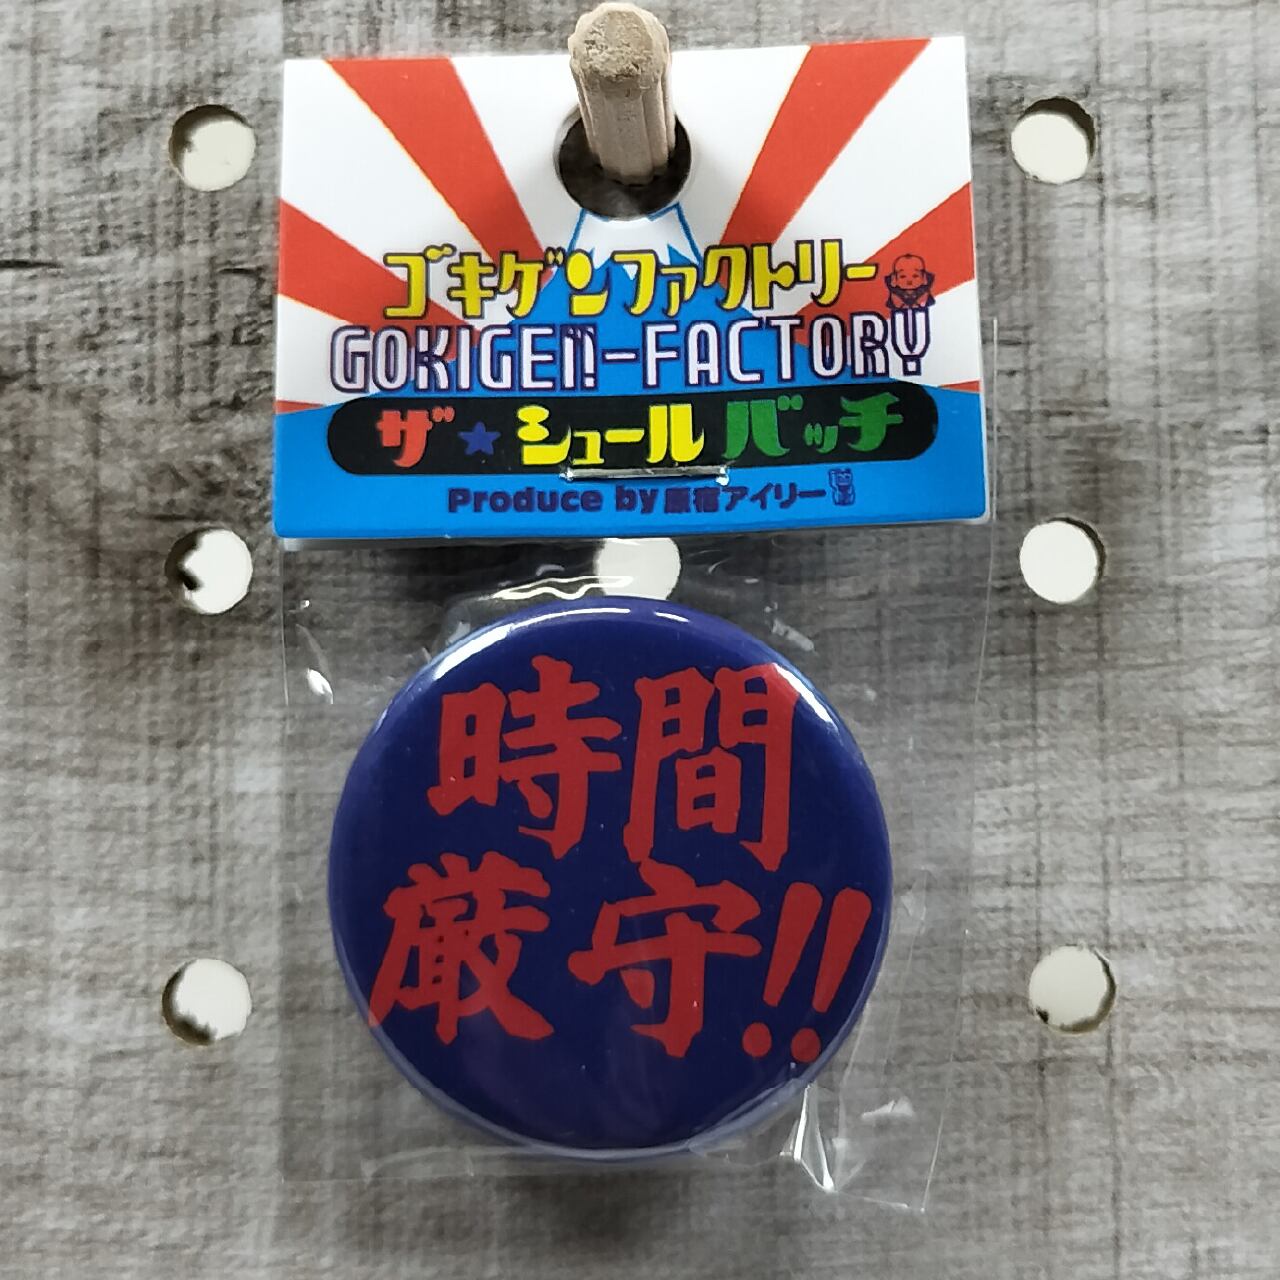 ゴキゲンファクトリー
GOKIGEN-FACTORY
ザ★シュールバッチ
Produce by 原宿アイリー
時間
厳守!!